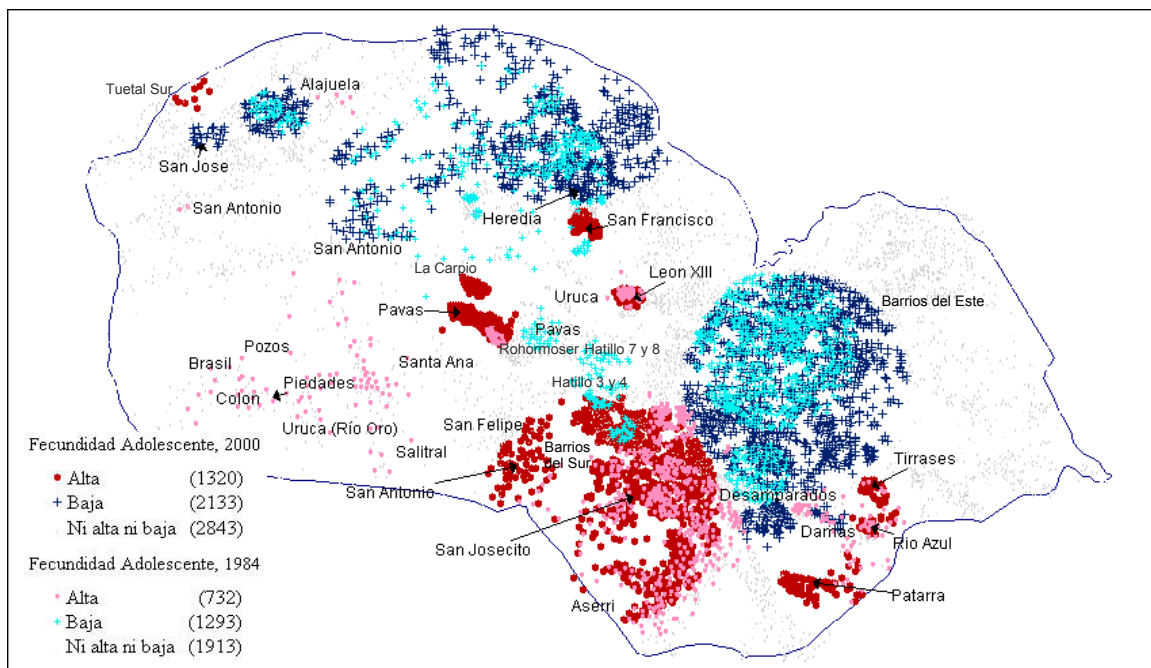 Tuetal Sur
Alajuela
San Jose
San Antonio
San Antonio
Heredia
San Francisco
La Carpio
Leon XIII
Uruca
Pavas
Pavas
Barrios del Este
Rohormoser Hatillo 7 y 8
Santa Ana
Pozos
Brasil
Piedades
Colon
Hatillo 3 y 4
Uruca (Río Oro)
San Felipe
Salitral
Barrios
del Sur
San Antonio
Tirrases
Desamparados
Damas
Rio Azul
San Josecito
Patarra
Aserri
Fecundidad Adolescente, 2000
Alta (1320)
Baja (2133)
Ni alta ni baja (2843)
Fecundidad Adolescente, 1984
Alta (732)
Baja (1293)
Ni alta ni baja (1913)